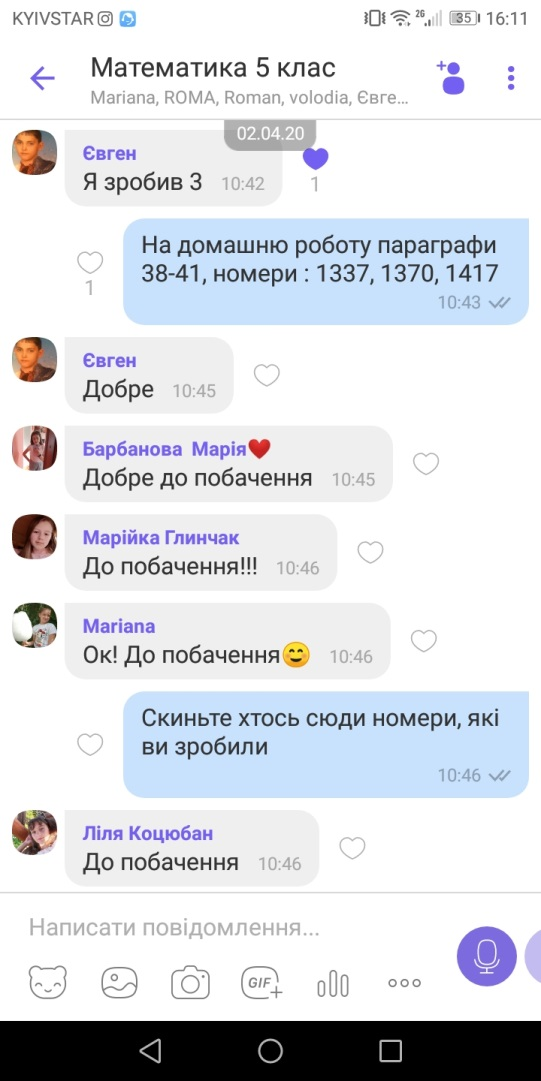 KYIVSTAR 2G 35 16:11
Математика 5 клас
Mariana, ROMA, Roman, volodia, Євге...
02.04.20
Євген
Я зробив 3 10:42
1
На домашню роботу параграфи
38-41, номери : 1337, 1370, 1417
1
10:43
Євген
Добре 10:45
Барбанова Марія❤️
Добре до побачення 10:45
Марійка Глинчак
До побачення!!! 10:46
Mariana
Ок! До побачення😊 10:46
Скиньте хтось сюди номери, які
ви зробили
10:46
Ліля Коцюбан
До побачення 10:46
Написати повідомлення...
GIF